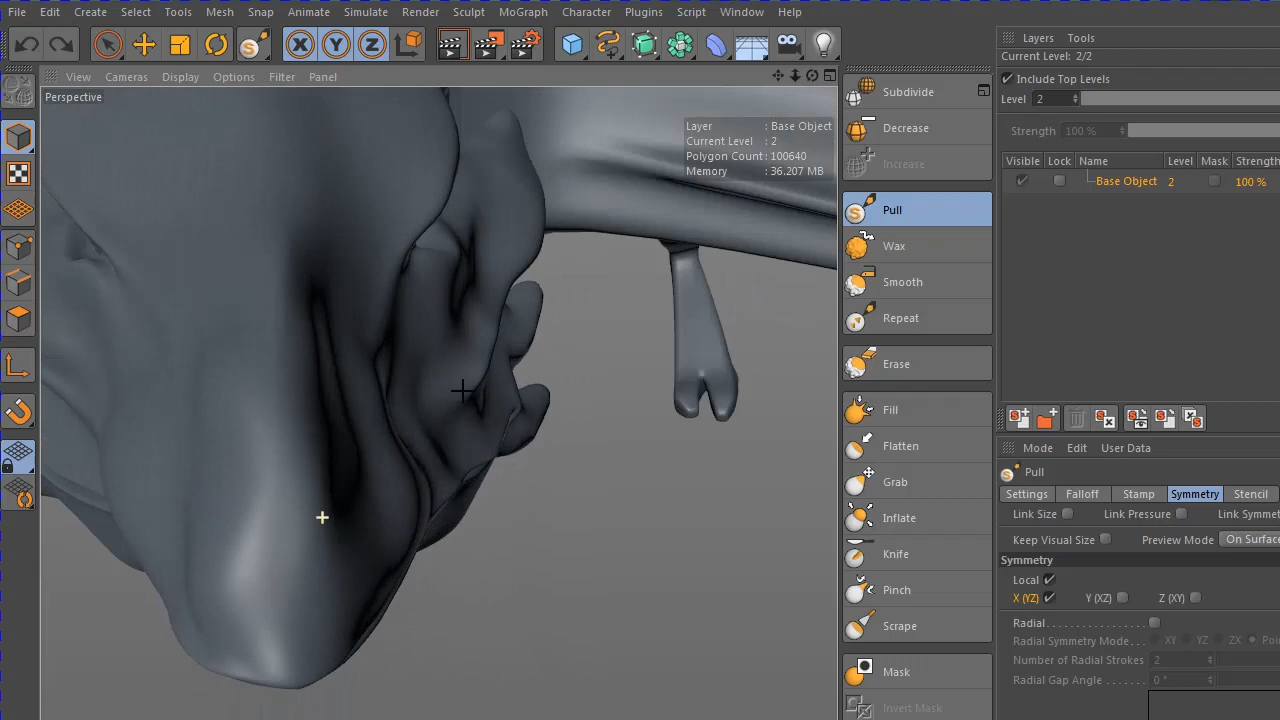 File Edit Create Select Tools Mesh Snap Animate Simulate Render Sculpt MoGraph Character Plugins Script Window Help
X Y Z
View Cameras Display Options Filter Panel
Perspective
Layer : Base Object
Current Level : 2
Polygon Count : 100640
Memory : 36.207 MB
Subdivide
Decrease
Increase
Pull
Wax
Smooth
Repeat
Erase
Fill
Flatten
Grab
Inflate
Knife
Pinch
Scrape
Mask
Invert Mask
Layers Tools
Current Level: 2/2
Include Top Levels
Level 2
Strength 100 %
Visible Lock Name Level Mask Strength
Base Object 2 100 %
Mode Edit User Data
Pull
Settings Falloff Stamp Symmetry Stencil
Link Size Link Pressure Link Symme
Keep Visual Size Preview Mode On Surface
Symmetry
Local
X (YZ) Y (XZ) Z (XY)
Radial
Radial Symmetry Mode... XY YZ ZX Poi
Number of Radial Strokes 2
Radial Gap Angle 0 °